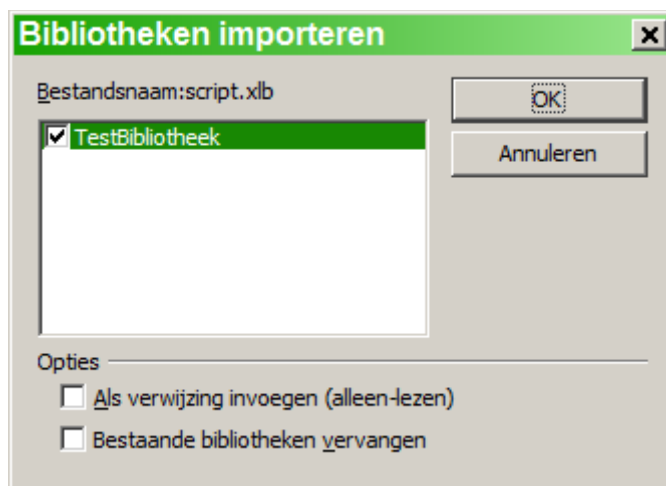 Bibliotheken importeren
Bestandsnaam:script.xlb
OK
TestBibliotheek
Annuleren
Opties
Als verwijzing invoegen (alleen-lezen)
Bestaande bibliotheken vervangen